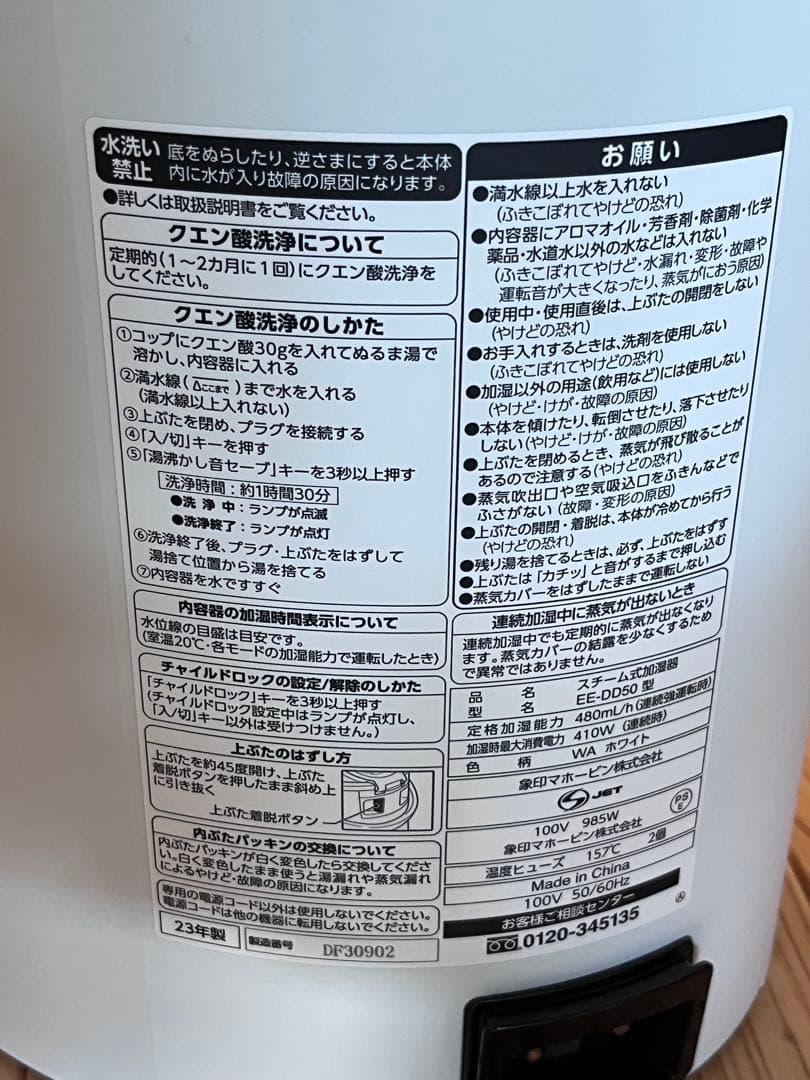 水洗い
禁止
底をぬらしたり、逆さまにすると本体
内に水が入り故障の原因になります。
●詳しくは取扱説明書をご覧ください。
クエン酸洗浄について
定期的(1～2カ月に1回)にクエン酸洗浄を
してください。
クエン酸洗浄のしかた
①コップにクエン酸30gを入れてぬるま湯で
溶かし、内容器に入れる
②満水線(△ここまで)まで水を入れる
(満水線以上入れない)
③上ぶたを閉め、プラグを接続する
④「入/切」キーを押す
⑤「湯沸かし音セーブ」キーを3秒以上押す
洗浄時間:約1時間30分
●洗浄中:ランプが点滅
●洗浄終了:ランプが点灯
⑥洗浄終了後、プラグ・上ぶたをはずして
湯捨て位置から湯を捨てる
⑦内容器を水ですすぐ
内容器の加湿時間表示について
水位線の目盛は目安です。
(室温20℃・各モードの加湿能力で運転したとき)
チャイルドロックの設定/解除のしかた
「チャイルドロック」キーを3秒以上押す
(チャイルドロック設定中はランプが点灯し、
「入/切」キー以外は受けつけません。)
上ぶたのはずし方
上ぶたを約45度開け、上ぶた
着脱ボタンを押したまま斜め上
に引き抜く
上ぶた着脱ボタン
内ぶたパッキンの交換について
内ぶたパッキンが白く変色したら交換してくださ
い。白く変色したまま使うと湯漏れや蒸気漏れ
によるやけど・故障の原因になります。
専用の電源コード以外は使用しないでください。
電源コードは他の機器に転用しないでください。
23年製
製造番号
DF30902
お願い
●満水線以上水を入れない
(ふきこぼれてやけどの恐れ)
●内容器にアロマオイル・芳香剤・除菌剤・化学
薬品・水道水以外の水などは入れない
(ふきこぼれてやけど・水漏れ・変形・故障や
運転音が大きくなったり、蒸気がにおう原因)
●使用中・使用直後は、上ぶたの開閉をしない
(やけどの恐れ)
●お手入れするときは、洗剤を使用しない
(ふきこぼれてやけどの恐れ)
●加湿以外の用途(飲用など)には使用しない
(やけど・けが・故障の原因)
●本体を傾けたり、転倒させたり、落下させたり
しない(やけど・けが・故障の原因)
●上ぶたを閉めるとき、蒸気が飛び散ることが
あるので注意する(やけどの恐れ)
●蒸気吹出口や空気吸込口をふきんなどで
ふさがない(故障・変形の原因)
●上ぶたの開閉・着脱は、本体が冷めてから行う
(やけどの恐れ)
●残り湯を捨てるときは、必ず、上ぶたをはずす
●上ぶたは「カチッ」と音がするまで押し込む
●蒸気カバーをはずしたままで運転しない
連続加湿中に蒸気が出ないとき
連続加湿中でも定期的に蒸気が出なくなり
ます。蒸気カバーの結露を少なくするため
で異常ではありません。
品名 スチーム式加湿器
型名 EE-DD50型
定格加湿能力 480mL/h(連続強運転時)
加湿時最大消費電力 410W(連続時)
色柄 WA ホワイト
象印マホービン株式会社
JET
PS
E
100V 985W
象印マホービン株式会社
温度ヒューズ 157℃ 2個
Made in China
100V 50/60Hz
お客様ご相談センター
0120-345135
Ⓐ